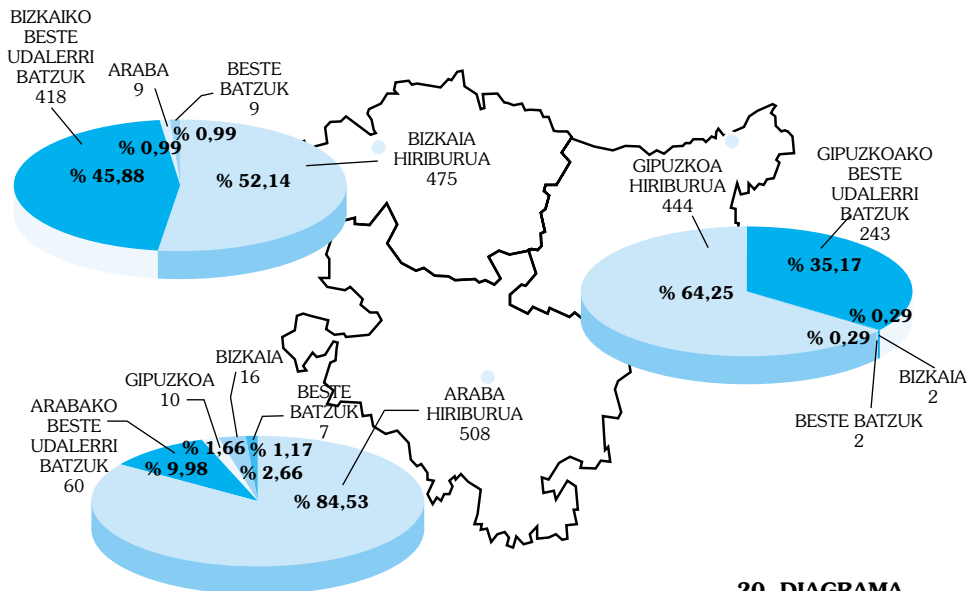 BIZKAIKO
BESTE
UDALERRI
BATZUK
418
ARABA
9
BESTE
BATZUK
9
% 0,99
% 0,99
% 45,88
% 52,14
BIZKAIA
HIRIBURUA
475
GIPUZKOA
HIRIBURUA
444
GIPUZKOAKO
BESTE
UDALERRI
BATZUK
243
% 35,17
% 64,25
% 0,29
% 0,29
BIZKAIA
2
BESTE BATZUK
2
ARABAKO
BESTE
UDALERRI
BATZUK
60
GIPUZKOA
10
BIZKAIA
16
BESTE
BATZUK
7
ARABA
HIRIBURUA
508
% 1,66
% 1,17
% 9,98
% 2,66
% 84,53
20. DIAGRAMA